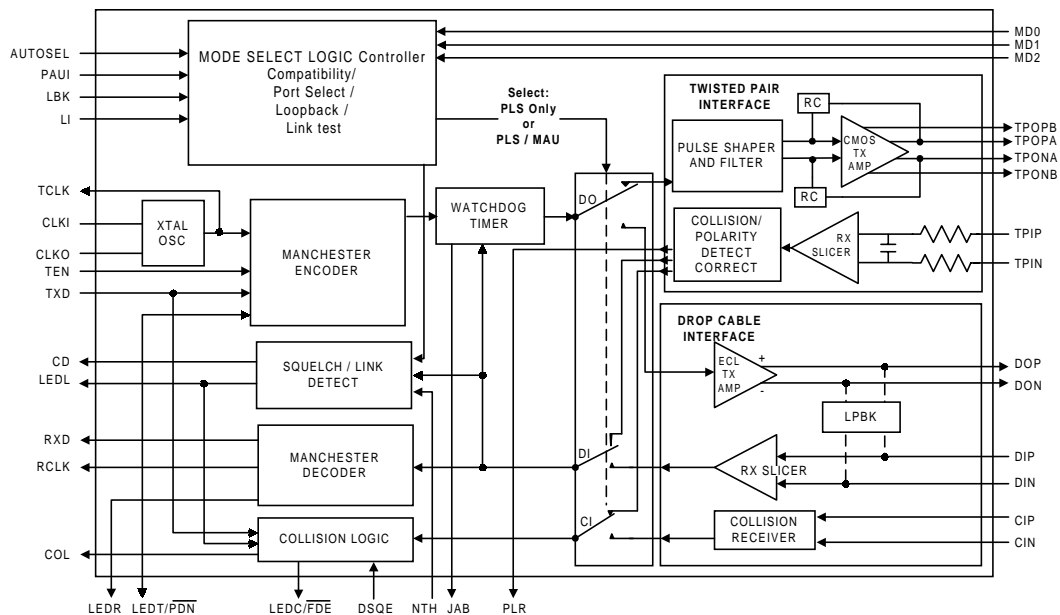 AUTOSEL
PAUI
LBK
LI
TCLK
CLKI
CLKO
TEN
TXD
CD
LEDL
RXD
RCLK
COL
MODE SELECT LOGIC Controller
Compatibility/
Port Select /
Loopback /
Link test
XTAL
OSC
MANCHESTER
ENCODER
WATCHDOG
TIMER
SQUELCH / LINK
DETECT
MANCHESTER
DECODER
COLLISION LOGIC
Select:
PLS Only
or
PLS / MAU
DO
DI
CI
TWISTED PAIR
INTERFACE
RC
PULSE SHAPER
AND FILTER
CMOS
TX
AMP
RC
COLLISION/
POLARITY
DETECT
CORRECT
RX
SLICER
DROP CABLE
INTERFACE
ECL
TX
AMP
+
-
LPBK
RX SLICER
COLLISION
RECEIVER
MD0
MD1
MD2
TPOPB
TPOPA
TPONA
TPONB
TPIP
TPIN
DOP
DON
DIP
DIN
CIP
CIN
LEDR
LEDT/PDN
LEDC/FDE
DSQE
NTH
JAB
PLR